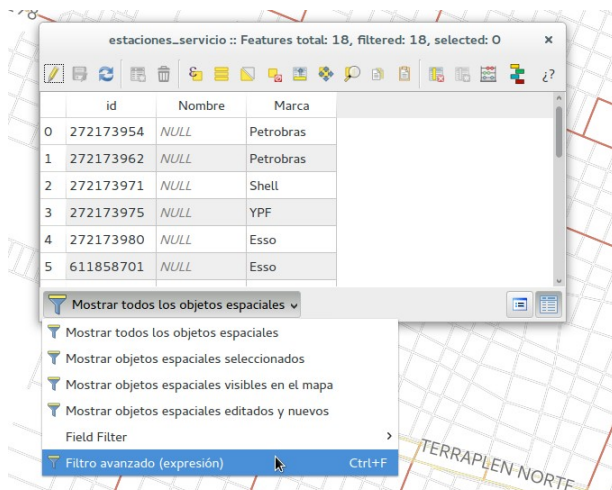 estaciones_servicio :: Features total: 18, filtered: 18, selected: 0
id Nombre Marca
0 272173954 NULL Petrobras
1 272173962 NULL Petrobras
2 272173971 NULL Shell
3 272173975 NULL YPF
4 272173980 NULL Esso
5 611858701 NULL Esso
Mostrar todos los objetos espaciales
Mostrar todos los objetos espaciales
Mostrar objetos espaciales seleccionados
Mostrar objetos espaciales visibles en el mapa
Mostrar objetos espaciales editados y nuevos
Field Filter
Filtro avanzado (expresión) Ctrl+F
TERRAPLEN NORTE